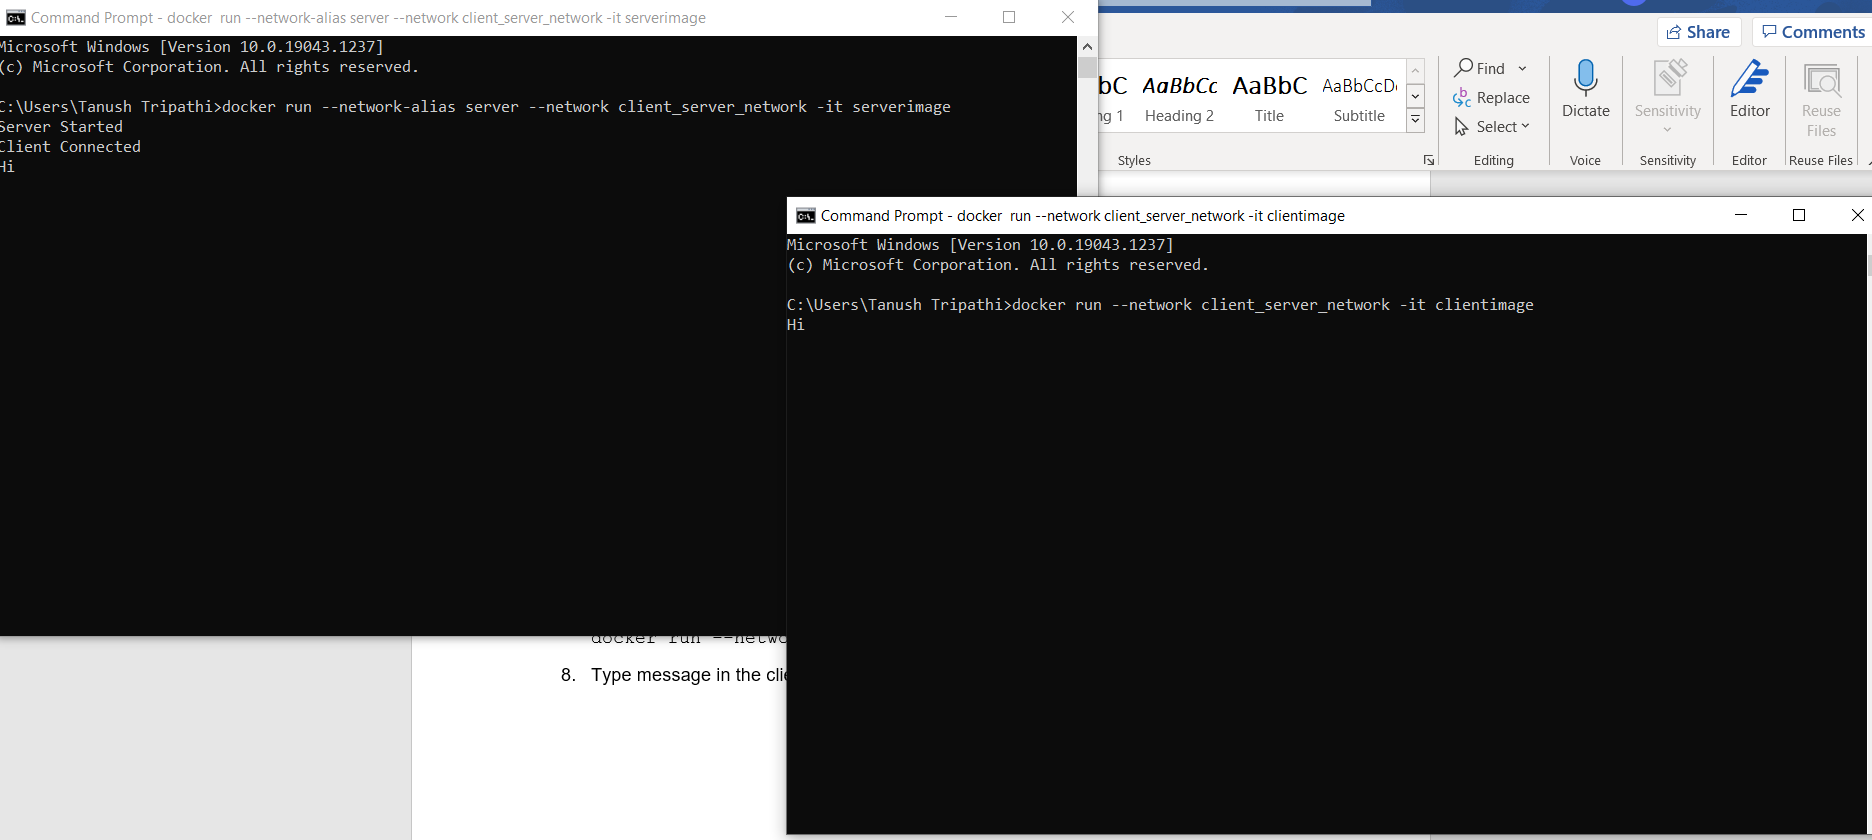 Command Prompt - docker  run --network-alias server --network client_server_network -it serverimage
Microsoft Windows [Version 10.0.19043.1237]
(c) Microsoft Corporation. All rights reserved.
C:\Users\Tanush Tripathi>docker run --network-alias server --network client_server_network -it serverimage
Server Started
Client Connected
Hi
Share
Comments
bC AaBbCc AaBbC AaBbCcD
ng 1 Heading 2 Title Subtitle
Styles
Find
Replace
Select
Editing
Dictate
Voice
Sensitivity
Sensitivity
Editor
Editor
Reuse
Files
Reuse Files
Command Prompt - docker  run --network client_server_network -it clientimage
Microsoft Windows [Version 10.0.19043.1237]
(c) Microsoft Corporation. All rights reserved.
C:\Users\Tanush Tripathi>docker run --network client_server_network -it clientimage
Hi
docker run --netwo
8. Type message in the clie